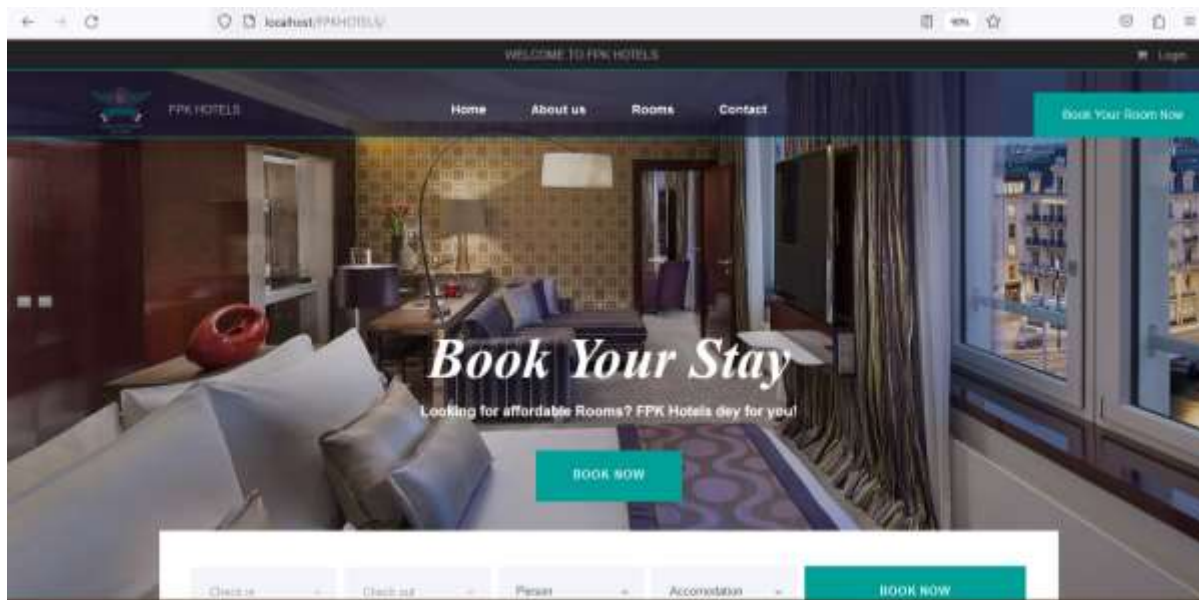 localhost/FPKHOTELS/
90%
WELCOME TO FPK HOTELS
Login
FPK HOTELS
Home
About us
Rooms
Contact
Book Your Room Now
Book Your Stay
Looking for affordable Rooms? FPK Hotels dey for you!
BOOK NOW
Check in
Check out
Person
Accomodation
BOOK NOW